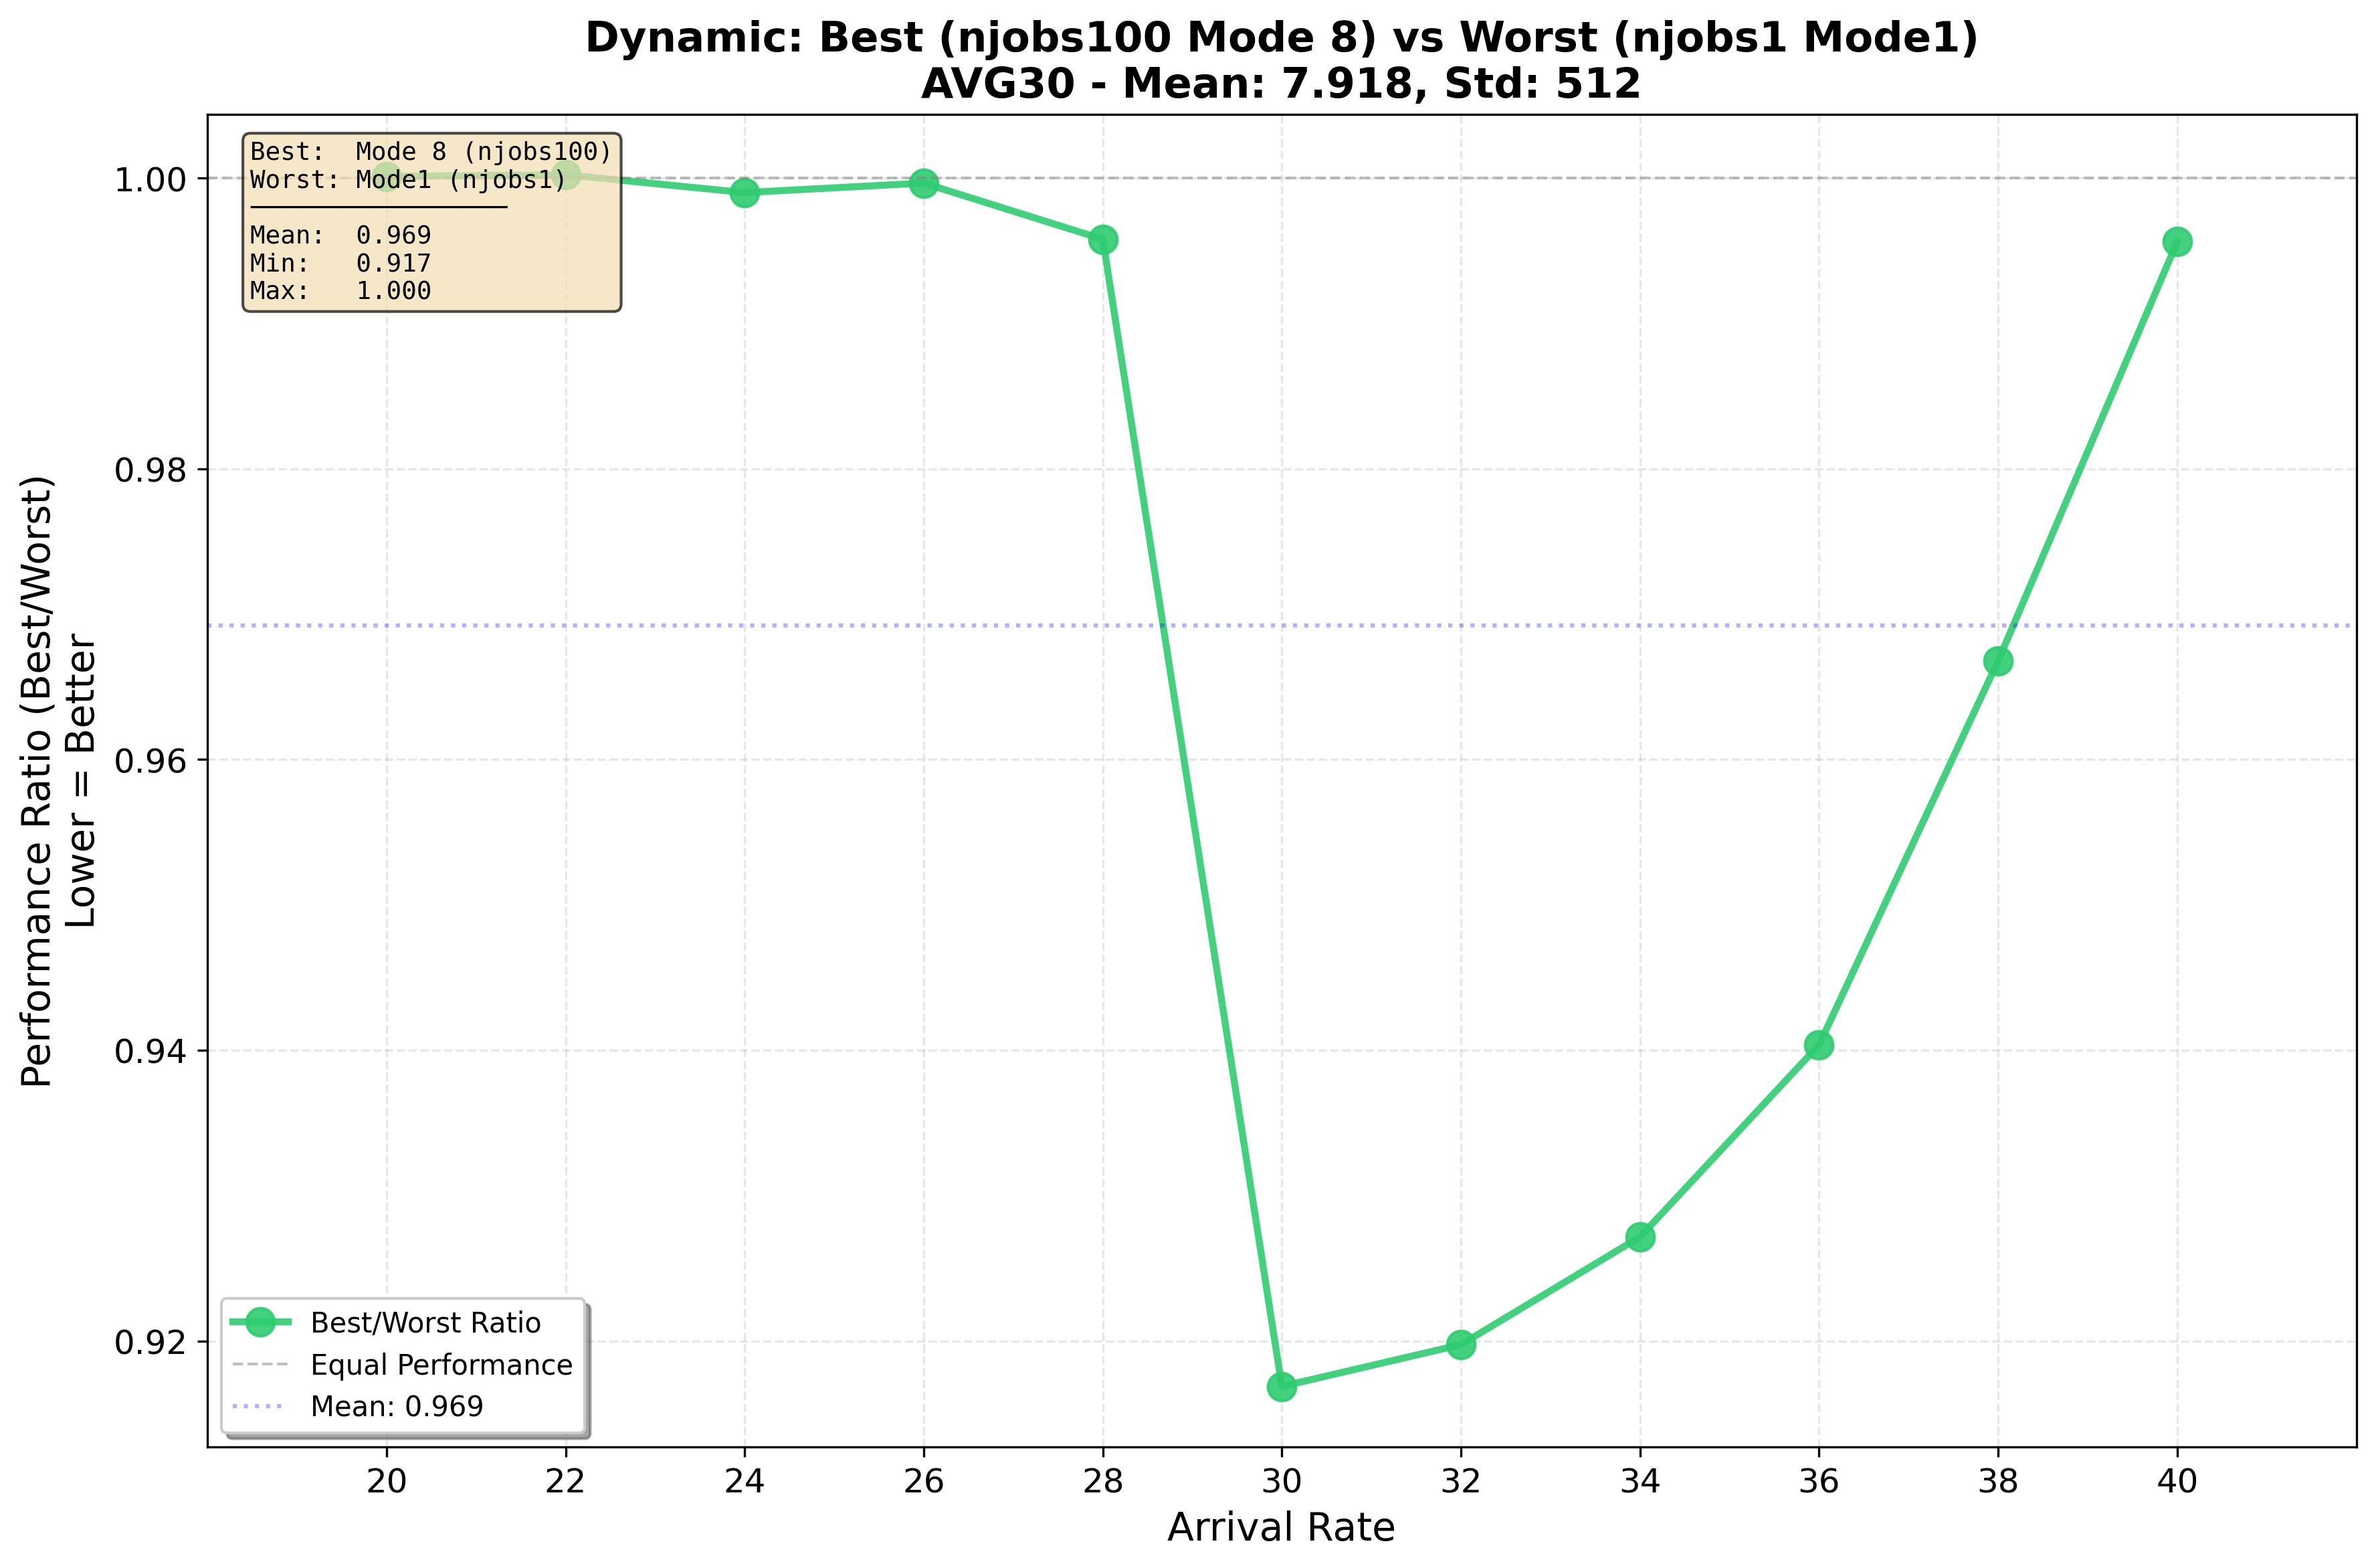 Dynamic: Best (njobs100 Mode 8) vs Worst (njobs1 Mode1)
AVG30 - Mean: 7.918, Std: 512
Best:  Mode 8 (njobs100)
Worst: Mode1 (njobs1)
Mean:  0.969
Min:   0.917
Max:   1.000
Performance Ratio (Best/Worst)
Lower = Better
1.00
0.98
0.96
0.94
0.92
Best/Worst Ratio
Equal Performance
Mean: 0.969
20 22 24 26 28 30 32 34 36 38 40
Arrival Rate